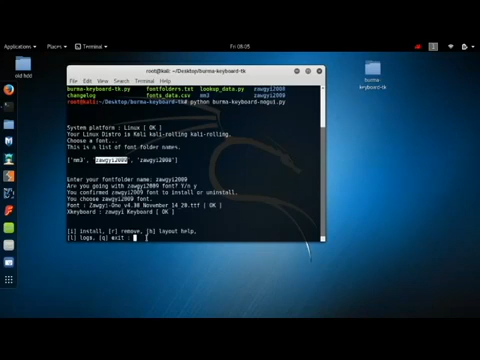 Applications
Places
Terminal
Fri 08:05
old hdd
burma-keyboard-tk
root@kali: ~/Desktop/burma-keyboard-tk
File Edit View Search Terminal Help
burma-keyboard-tk.py fontfolders.txt lookup_data.py zawgyi2008
changelog fonts_data.csv mm3 zawgyi2009
root@kali:~/Desktop/burma-keyboard-tk# python burma-keyboard-nogui.py
System platform : Linux [ OK ]
Your Linux Distro is Kali kali-rolling kali-rolling.
Choose a font...
This is a list of font folder names.
['mm3', 'zawgyi2009', 'zawgyi2008']
Enter your fontfolder name: zawgyi2009
Are you going with zawgyi2009 font? Y/n y
You confirmed zawgyi2009 font to install or uninstall.
You choose zawgyi2009 font.
Font : Zawgyi-One v4.30 November 14 20.ttf [ OK ]
Xkeyboard : Zawgyi Keyboard [ OK ]
[i] install, [r] remove, [h] layout help,
[l] logs, [q] exit :